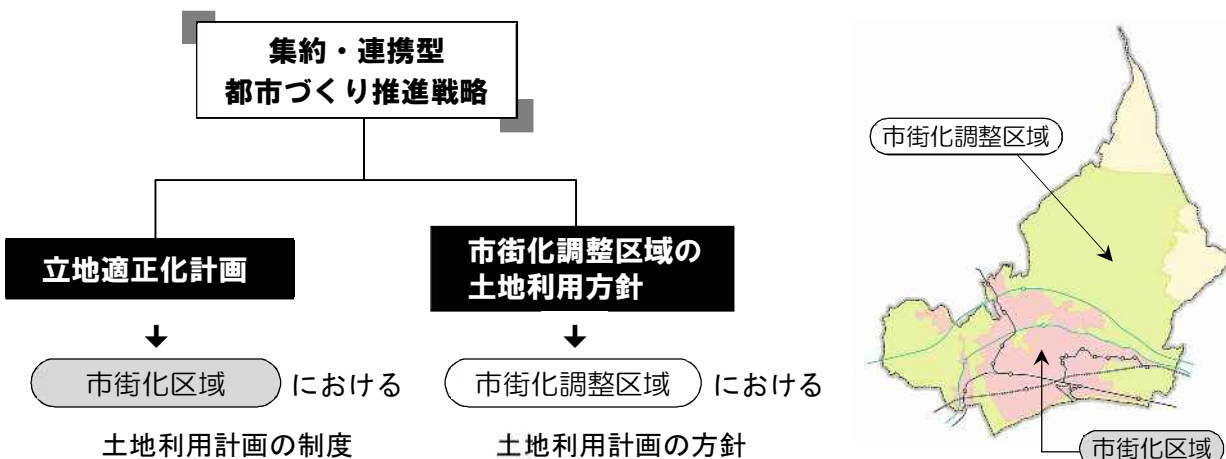 集約・連携型
都市づくり推進戦略
立地適正化計画
市街化区域における
土地利用計画の制度
市街化調整区域の
土地利用方針
市街化調整区域における
土地利用計画の方針
市街化調整区域
市街化区域